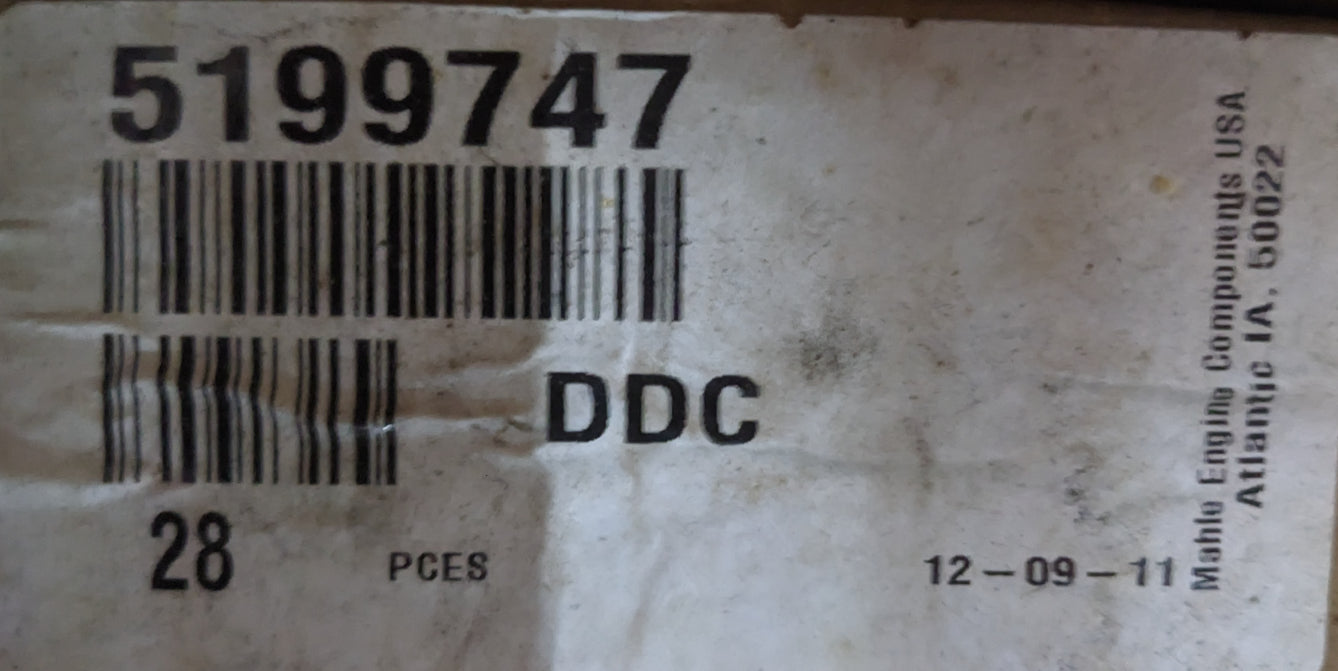 5199747
DDC
28 PCES
12-09-11
Mahle Engine Components USA
Atlantic IA, 50022